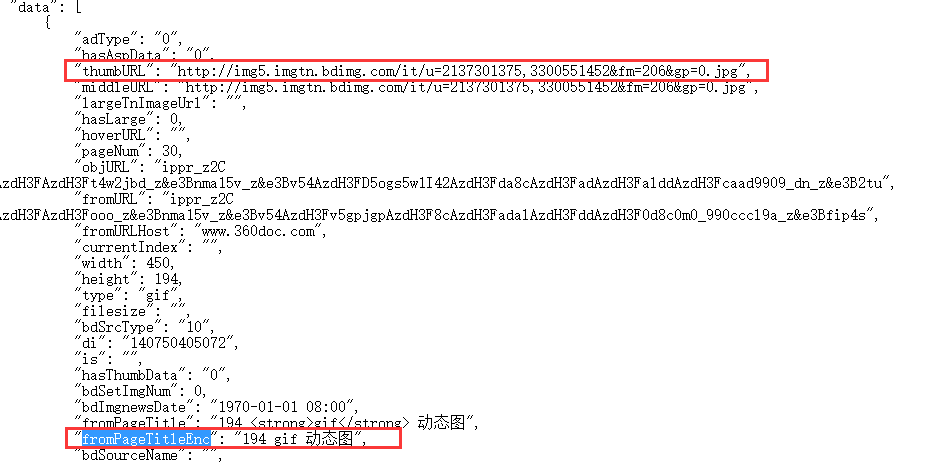 "data": [
{
"adType": "0",
"hasAspData": "0",
"thumbURL": "http://img5.imgtn.bdimg.com/it/u=2137301375,3300551452&fm=206&gp=0.jpg",
"middleURL": "http://img5.imgtn.bdimg.com/it/u=2137301375,3300551452&fm=206&gp=0.jpg",
"largeTnImageUrl": "",
"hasLarge": 0,
"hoverURL": "",
"pageNum": 30,
"objURL": "ippr_z2C
AzdH3FAzdH3Ft4w2jbd_z&e3Bnma15v_z&e3Bv54AzdH3FD5ogs5w1I42AzdH3Fda8cAzdH3FadAzdH3FalddAzdH3Fcaad9909_dn_z&e3B2tu",
"fromURL": "ippr_z2C
AzdH3FAzdH3Fooo_z&e3Bnma15v_z&e3Bv54AzdH3Fv5gpjgpAzdH3F8cAzdH3FadalAzdH3FddAzdH3F0d8c0m0_990cccl9a_z&e3Bfip4s",
"fromURLHost": "www.360doc.com",
"currentIndex": "",
"width": 450,
"height": 194,
"type": "gif",
"filesize": "",
"bdSrcType": "10",
"di": "140750405072",
"is": "",
"hasThumbData": "0",
"bdSetImgNum": 0,
"bdImgnewsDate": "1970-01-01 08:00",
"fromPageTitle": "194 <strong>gif</strong> 动态图",
"fromPageTitleEnc": "194 gif 动态图",
"bdSourceName": "",